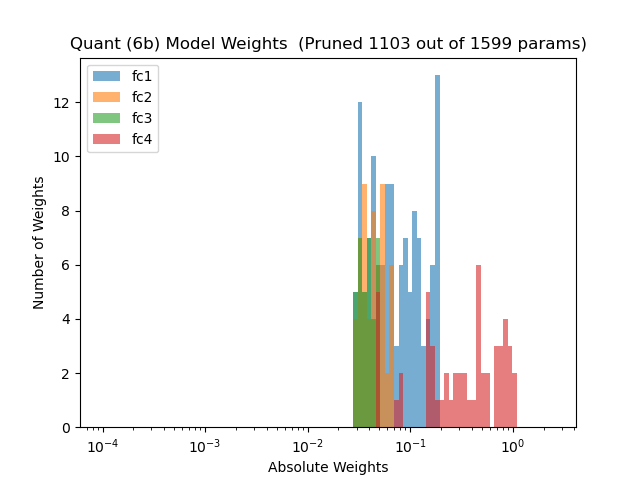 Quant (6b) Model Weights  (Pruned 1103 out of 1599 params)
fc1
fc2
fc3
fc4
Number of Weights
12
10
8
6
4
2
0
10⁻⁴
10⁻³
10⁻²
10⁻¹
10⁰
Absolute Weights